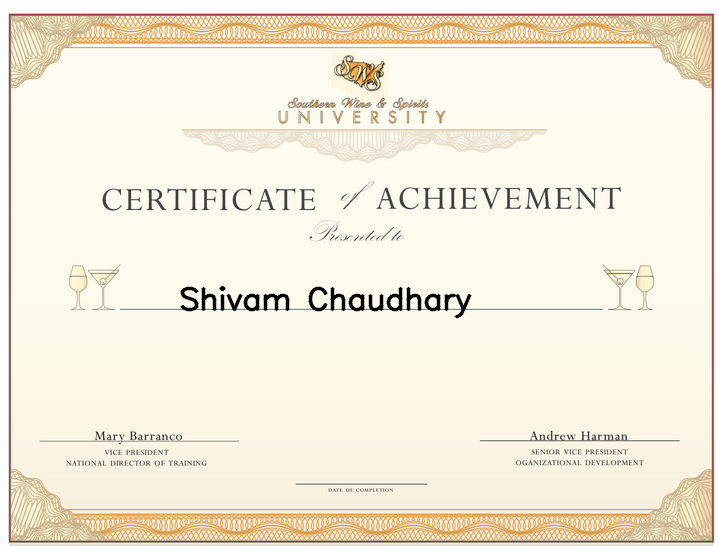 SWS
Southern Wine & Spirits
UNIVERSITY
CERTIFICATE of ACHIEVEMENT
Presented to
Shivam Chaudhary
Mary Barranco
VICE PRESIDENT
NATIONAL DIRECTOR OF TRAINING
Andrew Harman
SENIOR VICE PRESIDENT
OGANIZATIONAL DEVELOPMENT
DATE OF COMPLETION